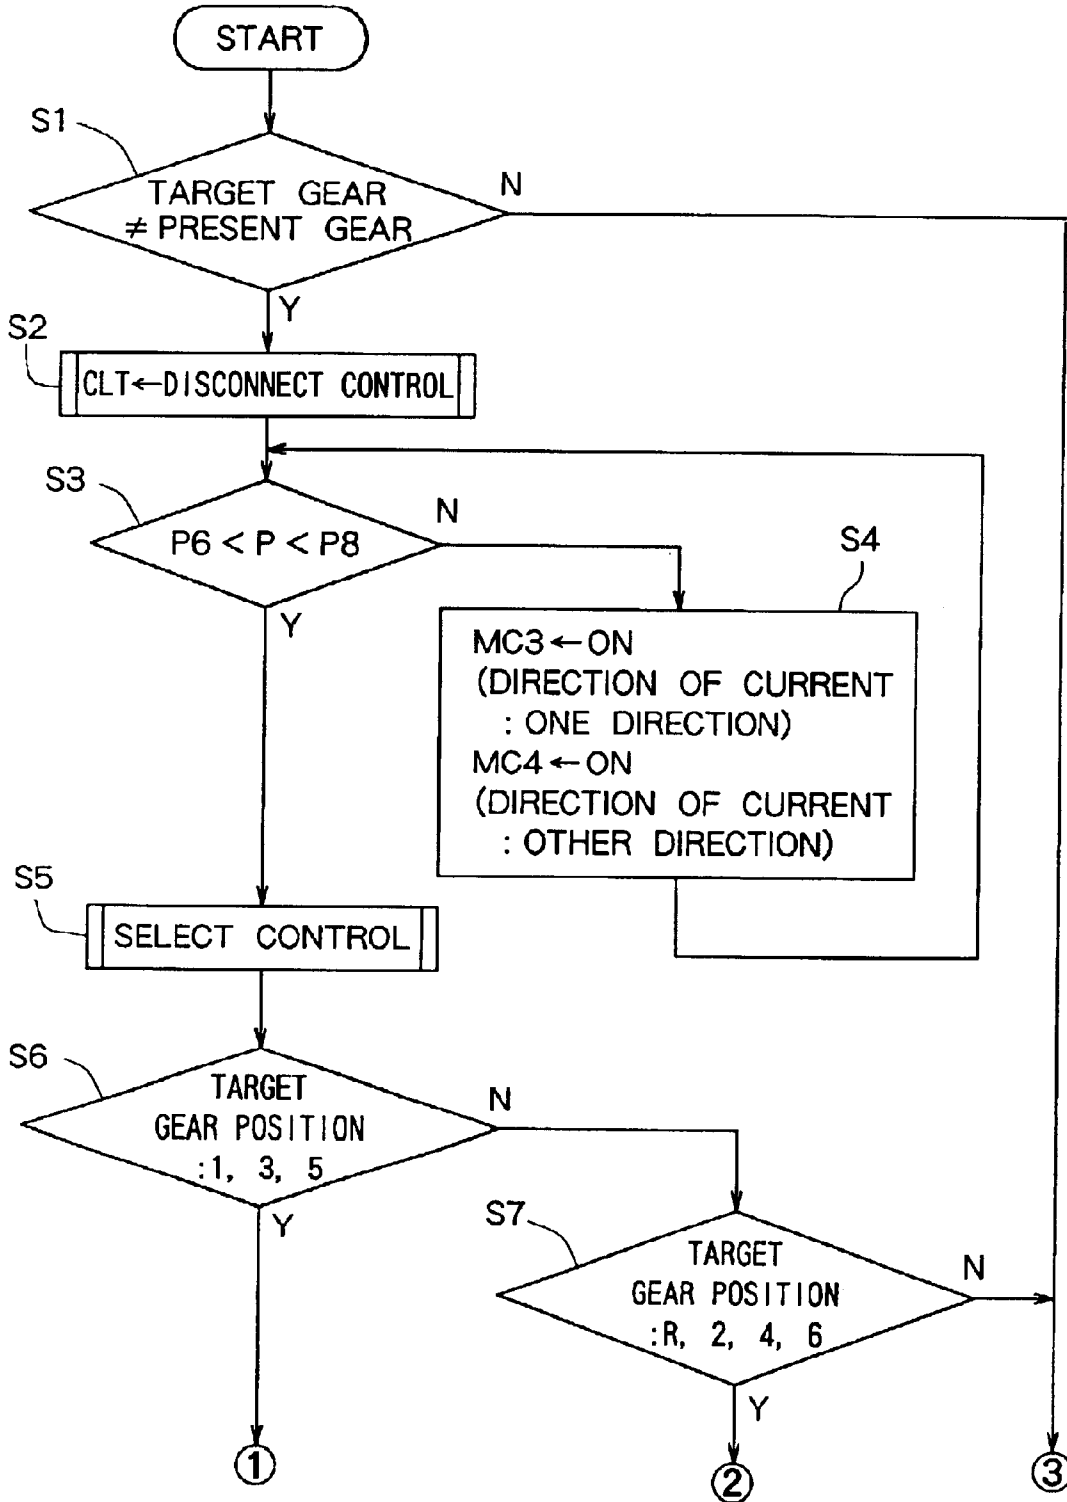 START
S1
TARGET GEAR
≠ PRESENT GEAR
N
Y
S2
CLT←DISCONNECT CONTROL
S3
P6 < P < P8
N
Y
S4
MC3←ON
(DIRECTION OF CURRENT
: ONE DIRECTION)
MC4←ON
(DIRECTION OF CURRENT
: OTHER DIRECTION)
S5
SELECT CONTROL
S6
TARGET
GEAR POSITION
:1, 3, 5
N
Y
S7
TARGET
GEAR POSITION
:R, 2, 4, 6
N
Y
1
2
3